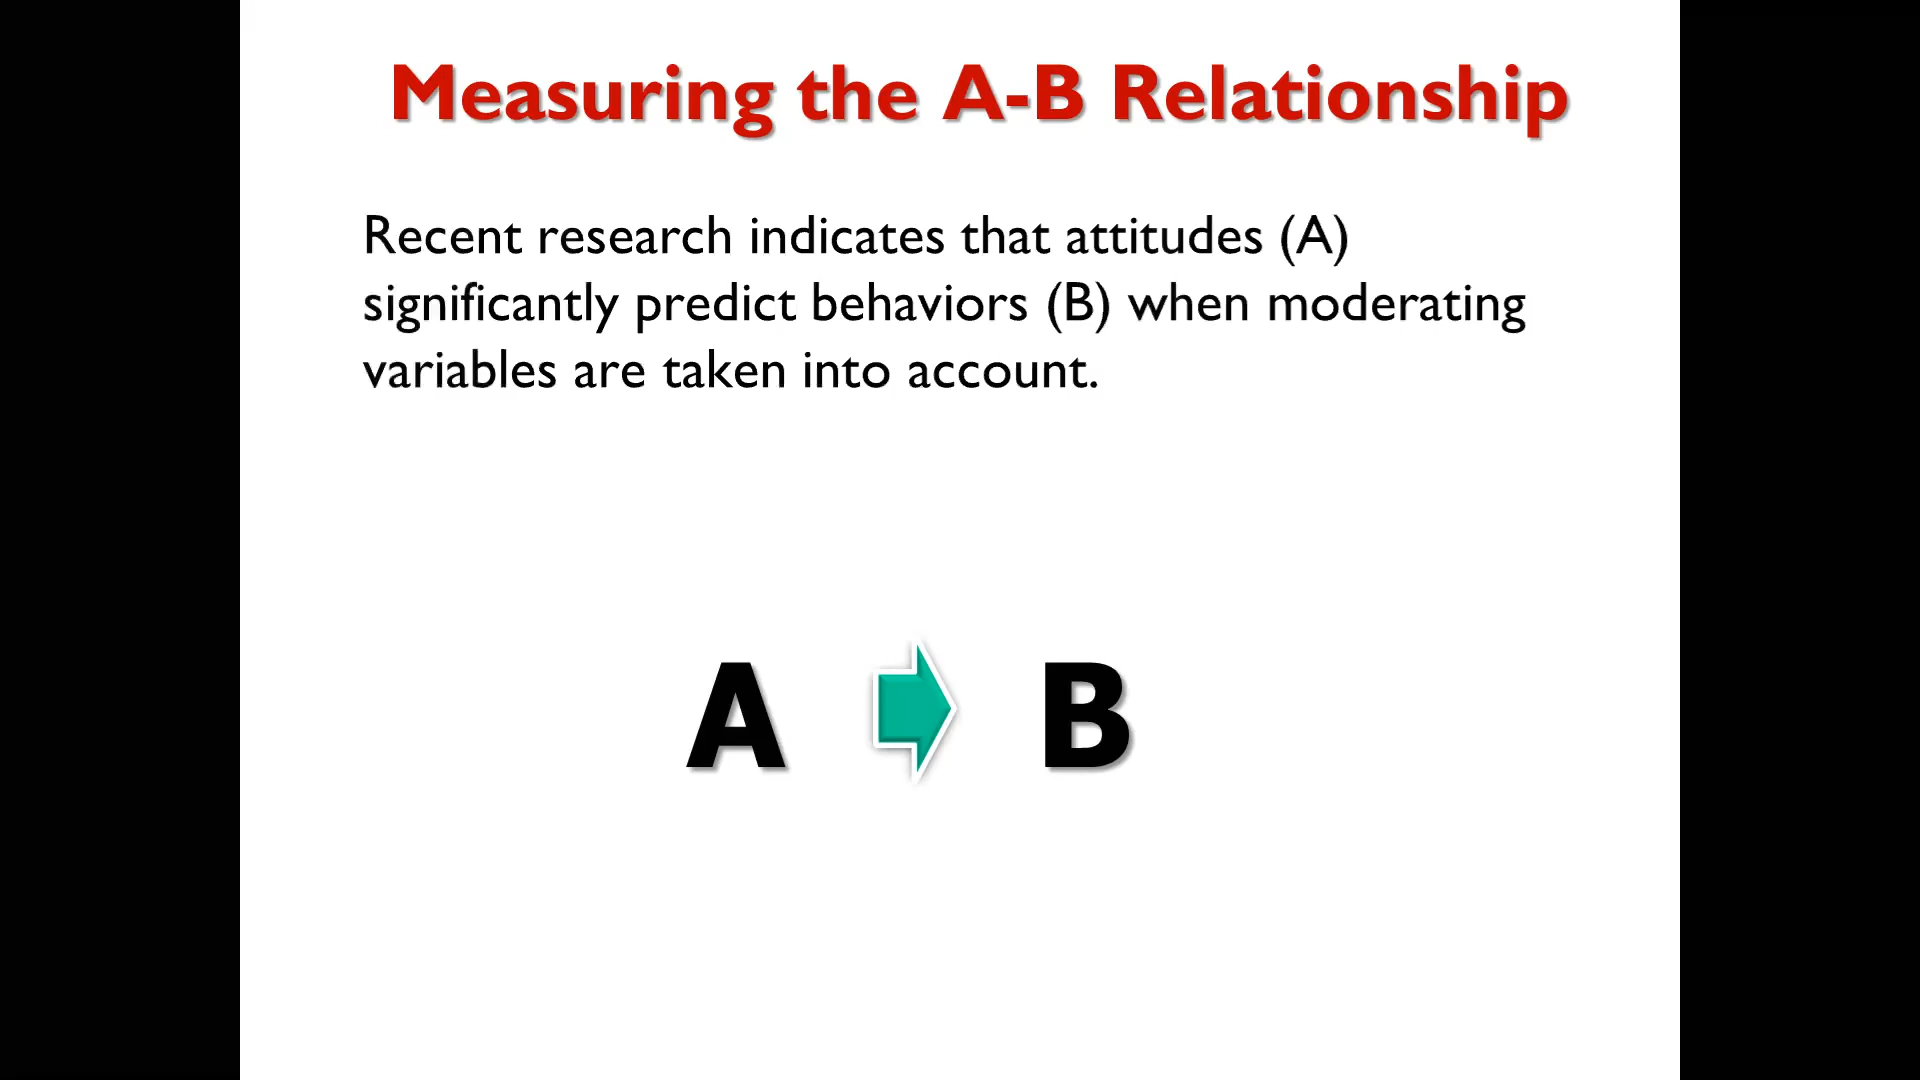 Measuring the A-B Relationship
Recent research indicates that attitudes (A)
significantly predict behaviors (B) when moderating
variables are taken into account.
A B